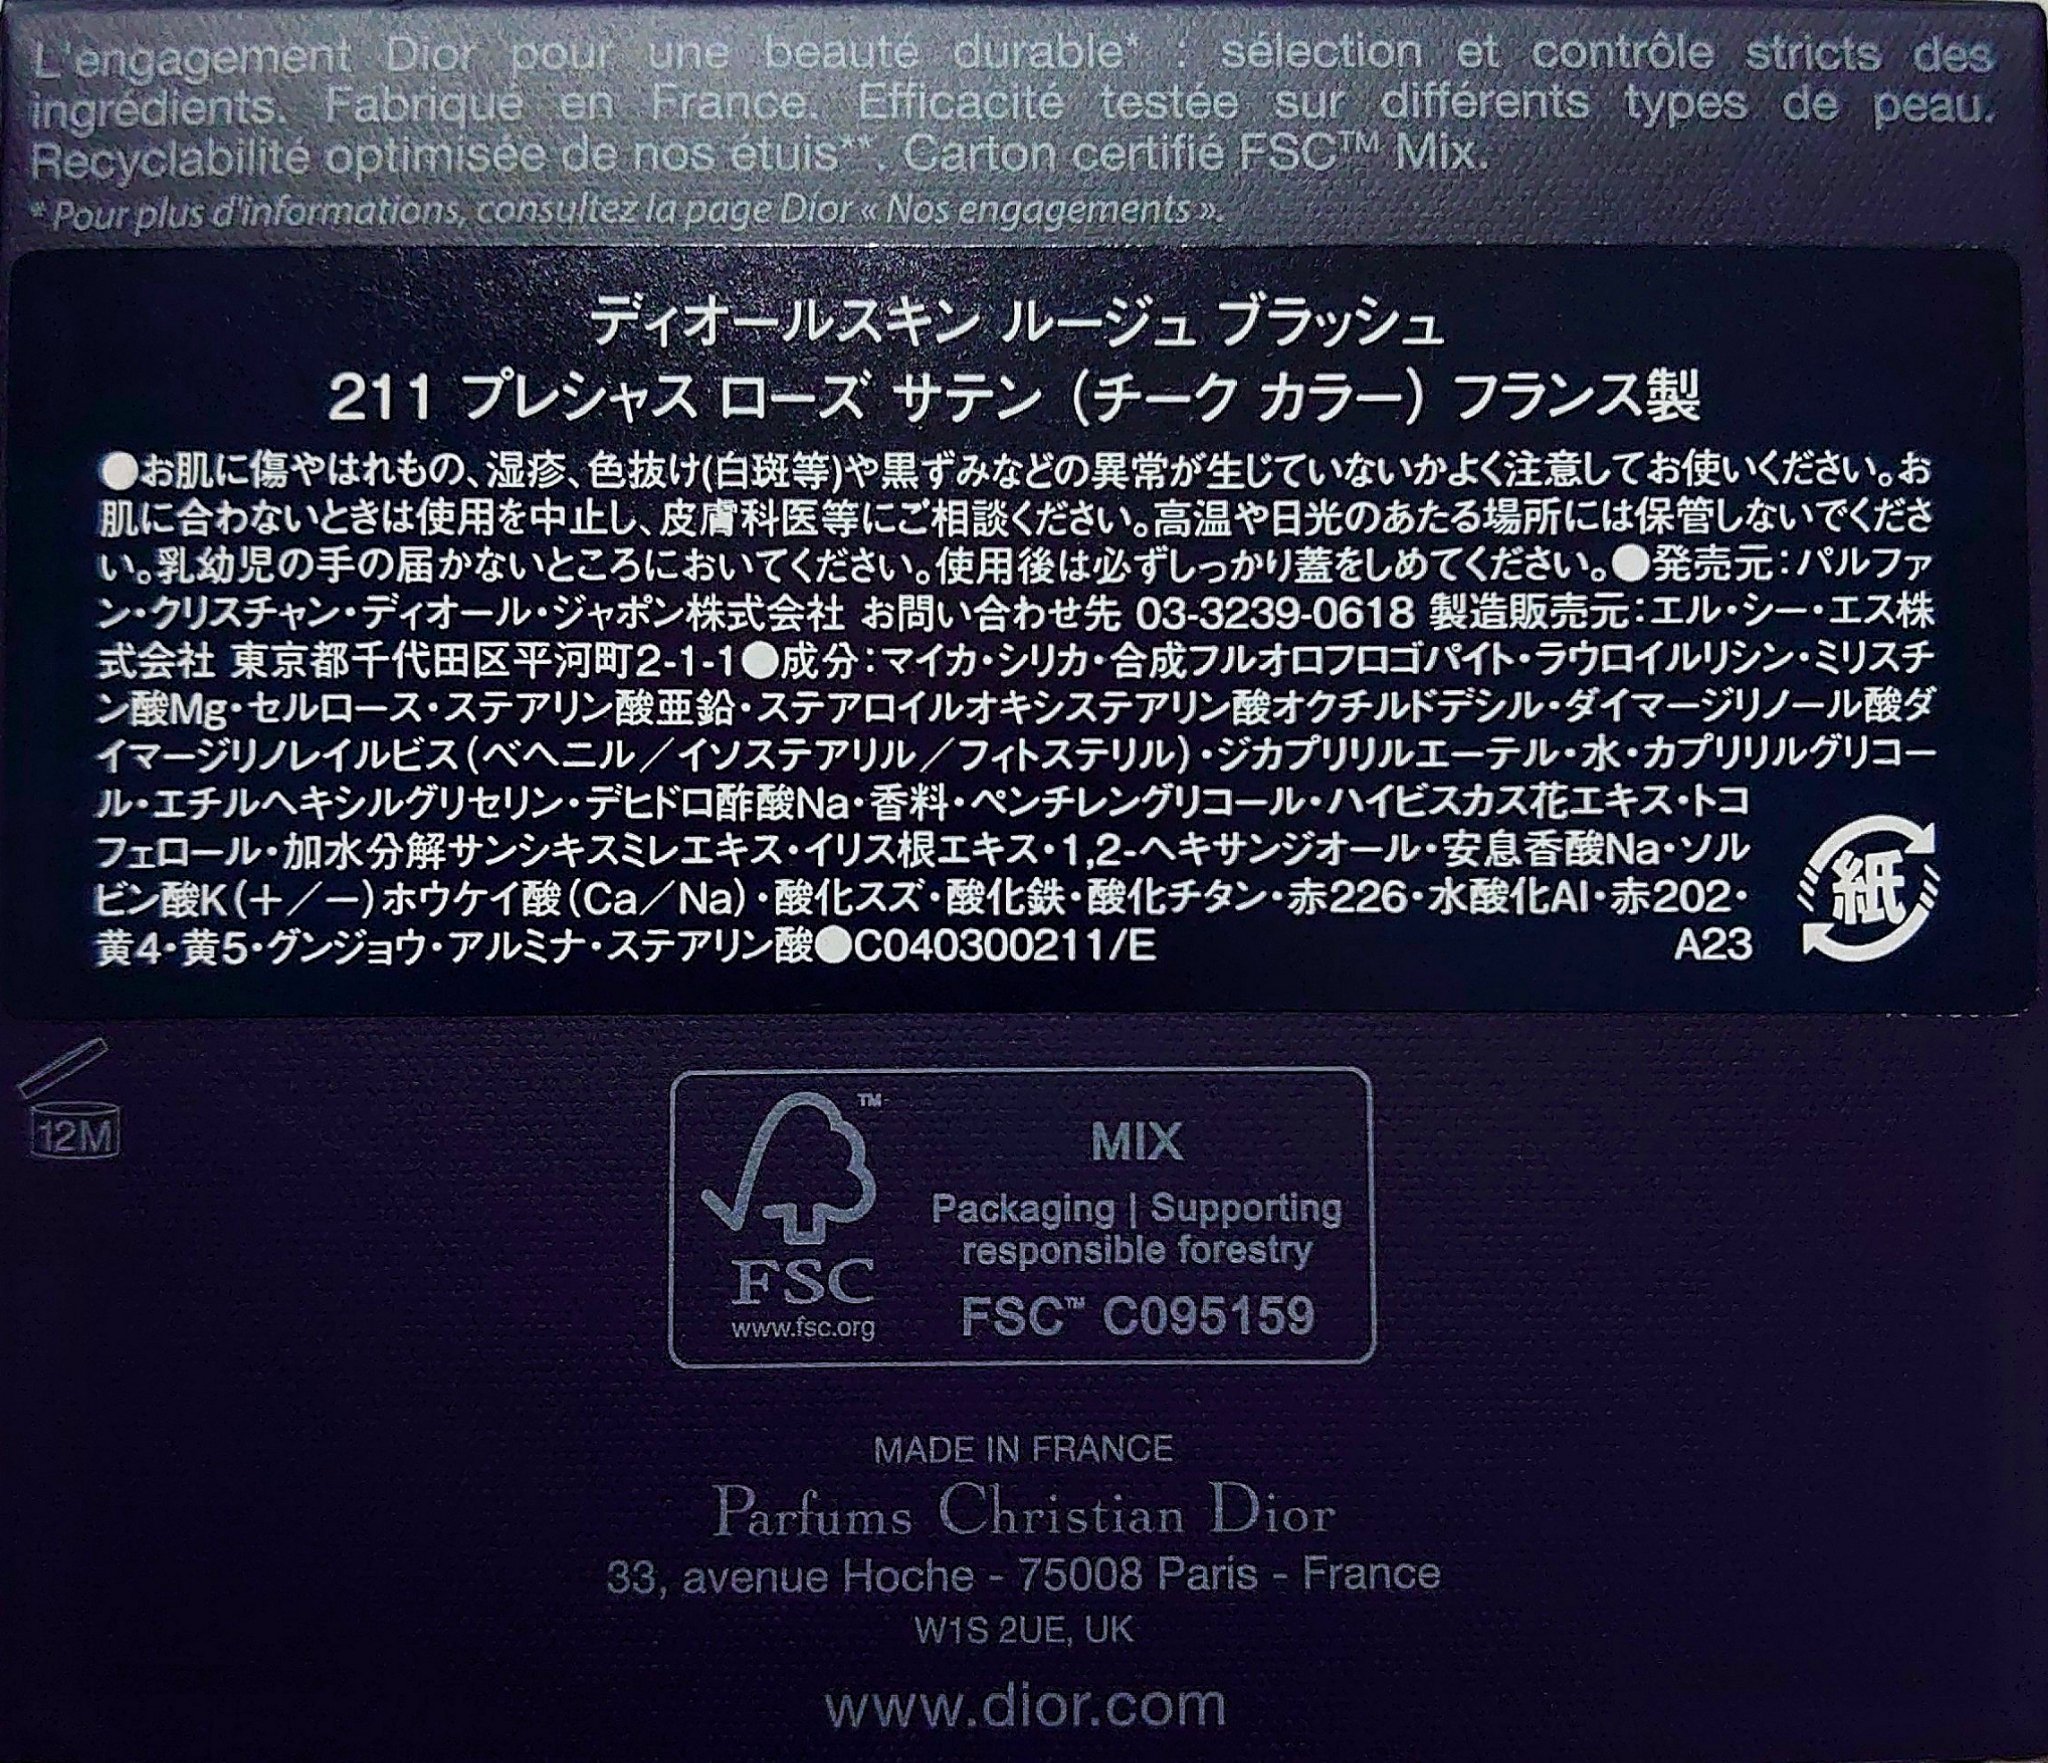 L'engagement Dior pour une beauté durable* : sélection et contrôle stricts des
ingrédients. Fabriqué en France. Efficacité testée sur différents types de peau.
Recyclabilité optimisée de nos étuis**. Carton certifié FSC™ Mix.
* Pour plus d'informations, consultez la page Dior « Nos engagements ».
ディオールスキン ルージュ ブラッシュ
211 プレシャス ローズ サテン (チーク カラー) フランス製
●お肌に傷やはれもの、湿疹、色抜け(白斑等)や黒ずみなどの異常が生じていないかよく注意してお使いください。お
肌に合わないときは使用を中止し、皮膚科医等にご相談ください。高温や日光のあたる場所には保管しないでくださ
い。乳幼児の手の届かないところにおいてください。使用後は必ずしっかり蓋をしめてください。●発売元:パルファ
ン・クリスチャン・ディオール・ジャポン株式会社 お問い合わせ先 03-3239-0618 製造販売元:エル・シー・エス株
式会社 東京都千代田区平河町2-1-1●成分:マイカ・シリカ・合成フルオロフロゴパイト・ラウロイルリシン・ミリスチ
ン酸Mg・セルロース・ステアリン酸亜鉛・ステアロイルオキシステアリン酸オクチルドデシル・ダイマージリノール酸ダ
イマージリノレイルビス(ベヘニル／イソステアリル／フィトステリル)・ジカプリリルエーテル・水・カプリリルグリコー
ル・エチルヘキシルグリセリン・デヒドロ酢酸Na・香料・ペンチレングリコール・ハイビスカス花エキス・トコ
フェロール・加水分解サンシキスミレエキス・イリス根エキス・1,2-ヘキサンジオール・安息香酸Na・ソル
ビン酸K(＋／－)ホウケイ酸(Ca／Na)・酸化スズ・酸化鉄・酸化チタン・赤226・水酸化Al・赤202・
黄4・黄5・グンジョウ・アルミナ・ステアリン酸●C040300211/E A23
紙
12M
TM
MIX
Packaging | Supporting
responsible forestry
FSC
www.fsc.org
FSC™ C095159
MADE IN FRANCE
Parfums Christian Dior
33, avenue Hoche - 75008 Paris - France
W1S 2UE, UK
www.dior.com